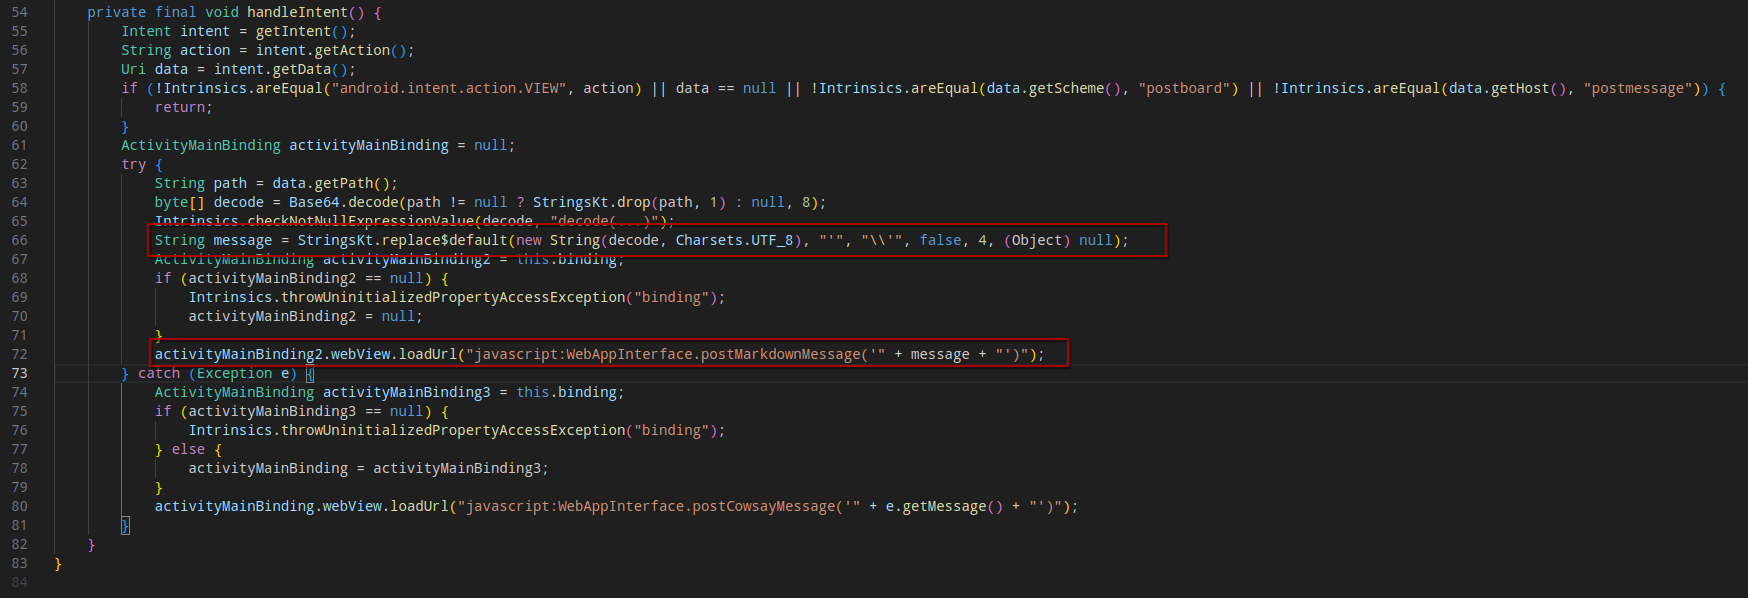 54 private final void handleIntent() {
55 Intent intent = getIntent();
56 String action = intent.getAction();
57 Uri data = intent.getData();
58 if (!Intrinsics.areEqual("android.intent.action.VIEW", action) || data == null || !Intrinsics.areEqual(data.getScheme(), "postboard") || !Intrinsics.areEqual(data.getHost(), "postmessage")) {
59 return;
60 }
61 ActivityMainBinding activityMainBinding = null;
62 try {
63 String path = data.getPath();
64 byte[] decode = Base64.decode(path != null ? StringsKt.drop(path, 1) : null, 8);
65 Intrinsics.checkNotNullExpressionValue(decode, "decode(...)");
66 String message = StringsKt.replace$default(new String(decode, Charsets.UTF_8), "'", "\\'", false, 4, (Object) null);
67 ActivityMainBinding activityMainBinding2 = this.binding;
68 if (activityMainBinding2 == null) {
69 Intrinsics.throwUninitializedPropertyAccessException("binding");
70 activityMainBinding2 = null;
71 }
72 activityMainBinding2.webView.loadUrl("javascript:WebAppInterface.postMarkdownMessage('" + message + "')");
73 } catch (Exception e) {
74 ActivityMainBinding activityMainBinding3 = this.binding;
75 if (activityMainBinding3 == null) {
76 Intrinsics.throwUninitializedPropertyAccessException("binding");
77 } else {
78 activityMainBinding = activityMainBinding3;
79 }
80 activityMainBinding.webView.loadUrl("javascript:WebAppInterface.postCowsayMessage('" + e.getMessage() + "')");
81 }
82 }
83 }
84